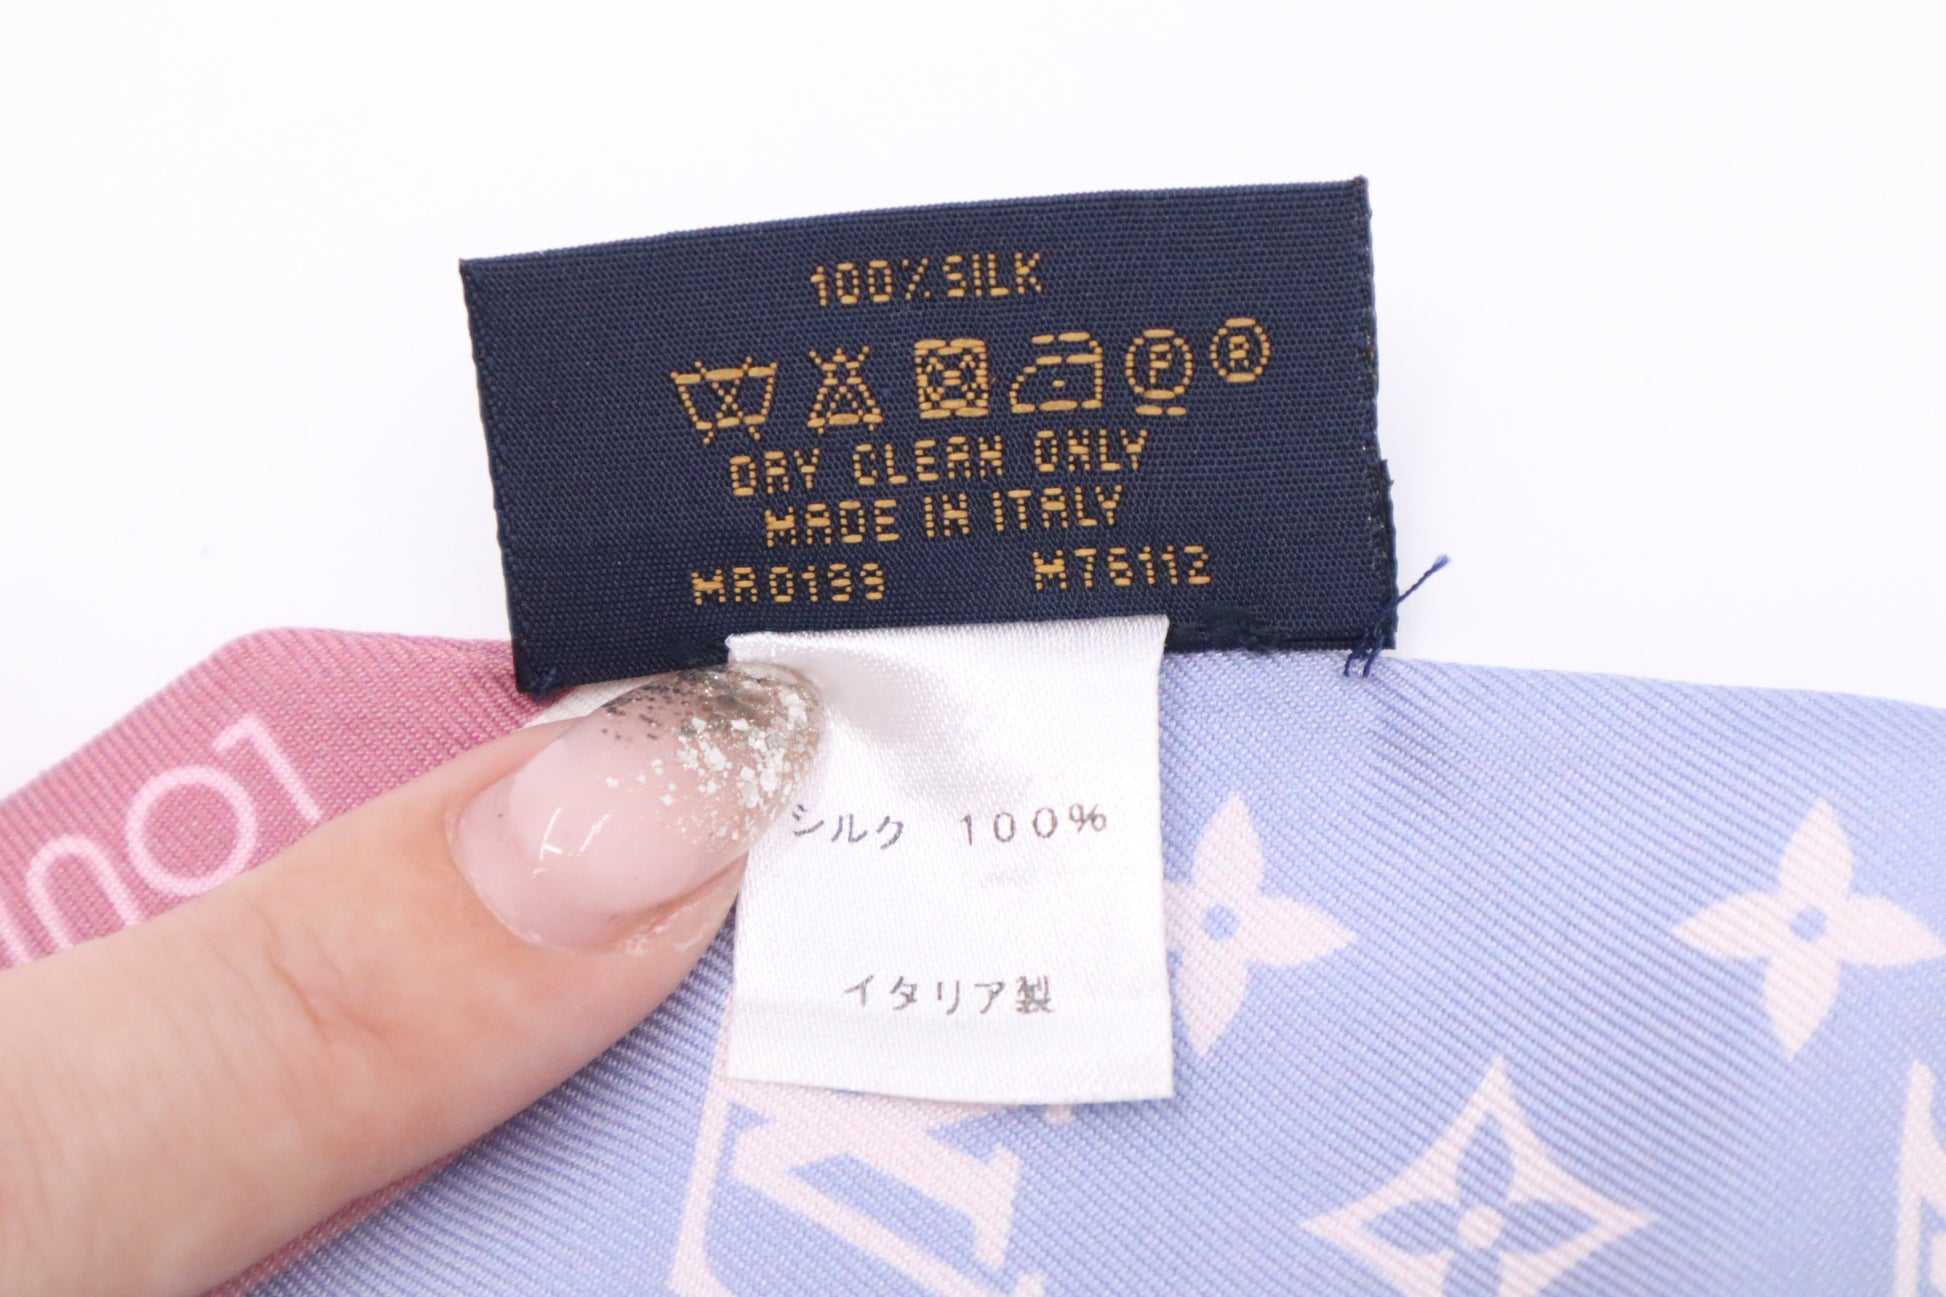 100% SILK
P R
DRY CLEAN ONLY
MADE IN ITALY
MR0199 M76112
シルク 100%
イタリア製